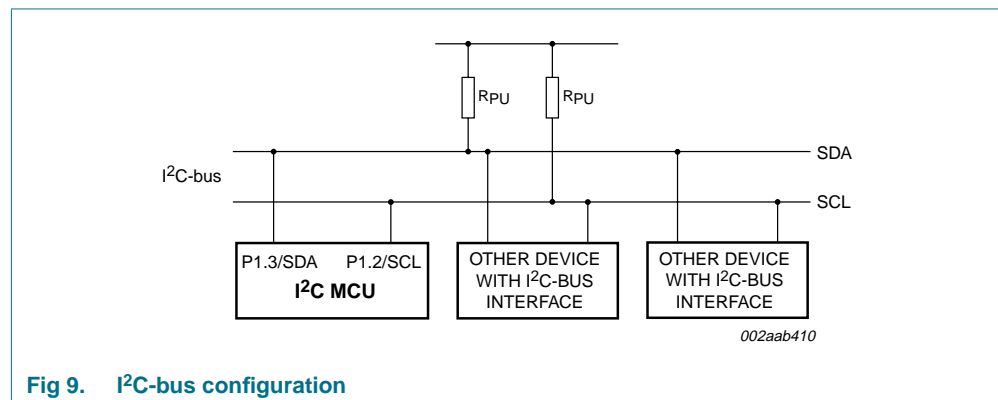 RPU RPU
SDA
I2C-bus
SCL
P1.3/SDA P1.2/SCL
I2C MCU
OTHER DEVICE
WITH I2C-BUS
INTERFACE
OTHER DEVICE
WITH I2C-BUS
INTERFACE
002aab410
Fig 9. I2C-bus configuration